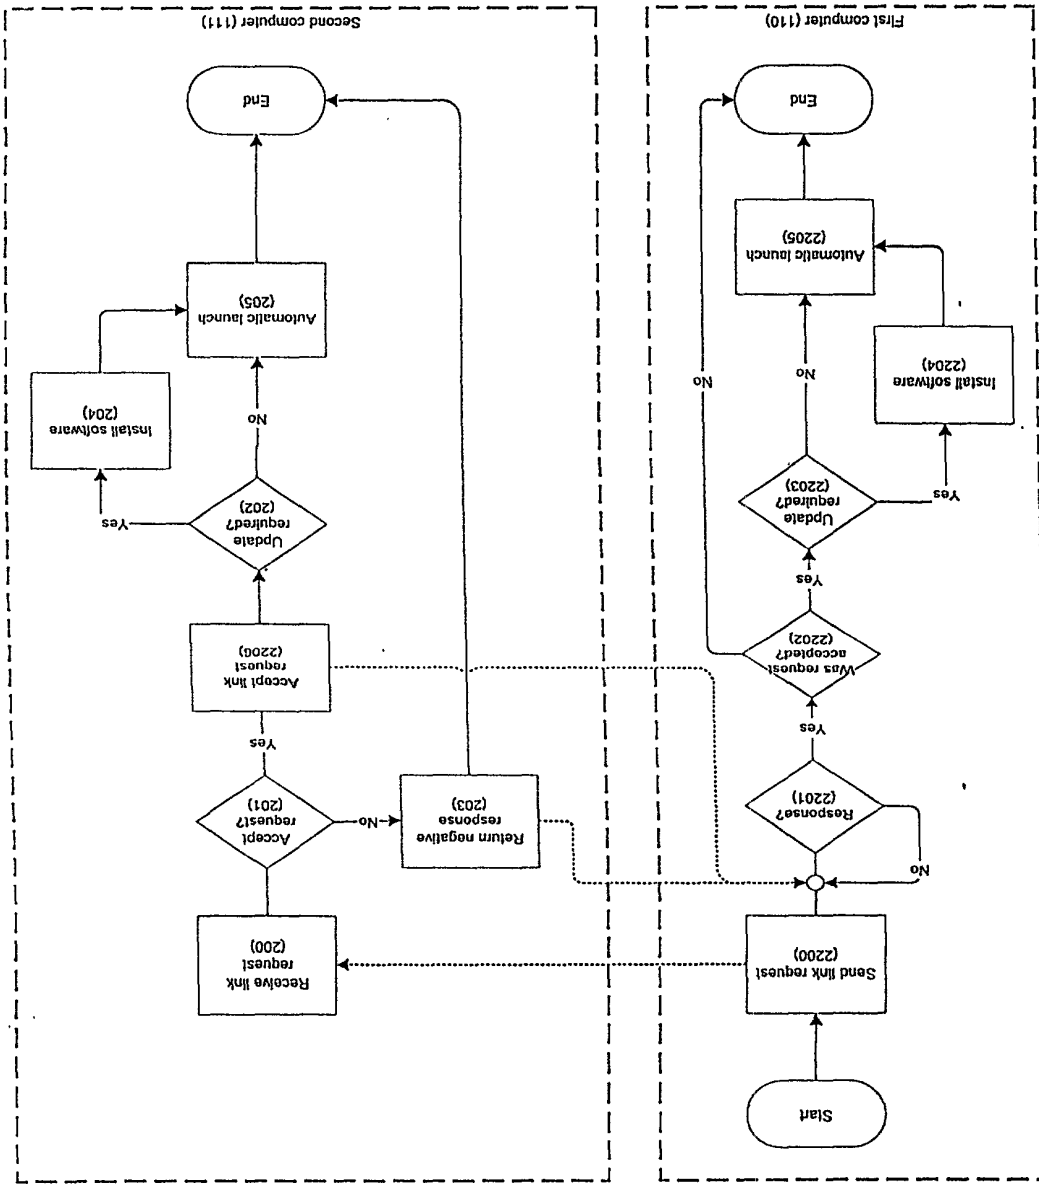 Start
Send link request
(2200)
No
Response?
(2201)
Yes
Was request
accepted?
(2202)
Yes
No
Update
required?
(2203)
Yes
No
Install software
(2204)
Automatic launch
(2205)
End
First computer (110)
Receive link
request
(200)
Accept
request?
(201)
No
Return negative
response
(203)
Yes
Accept link
request
(2206)
Update
required?
(202)
Yes
No
Install software
(204)
Automatic launch
(205)
End
Second computer (111)